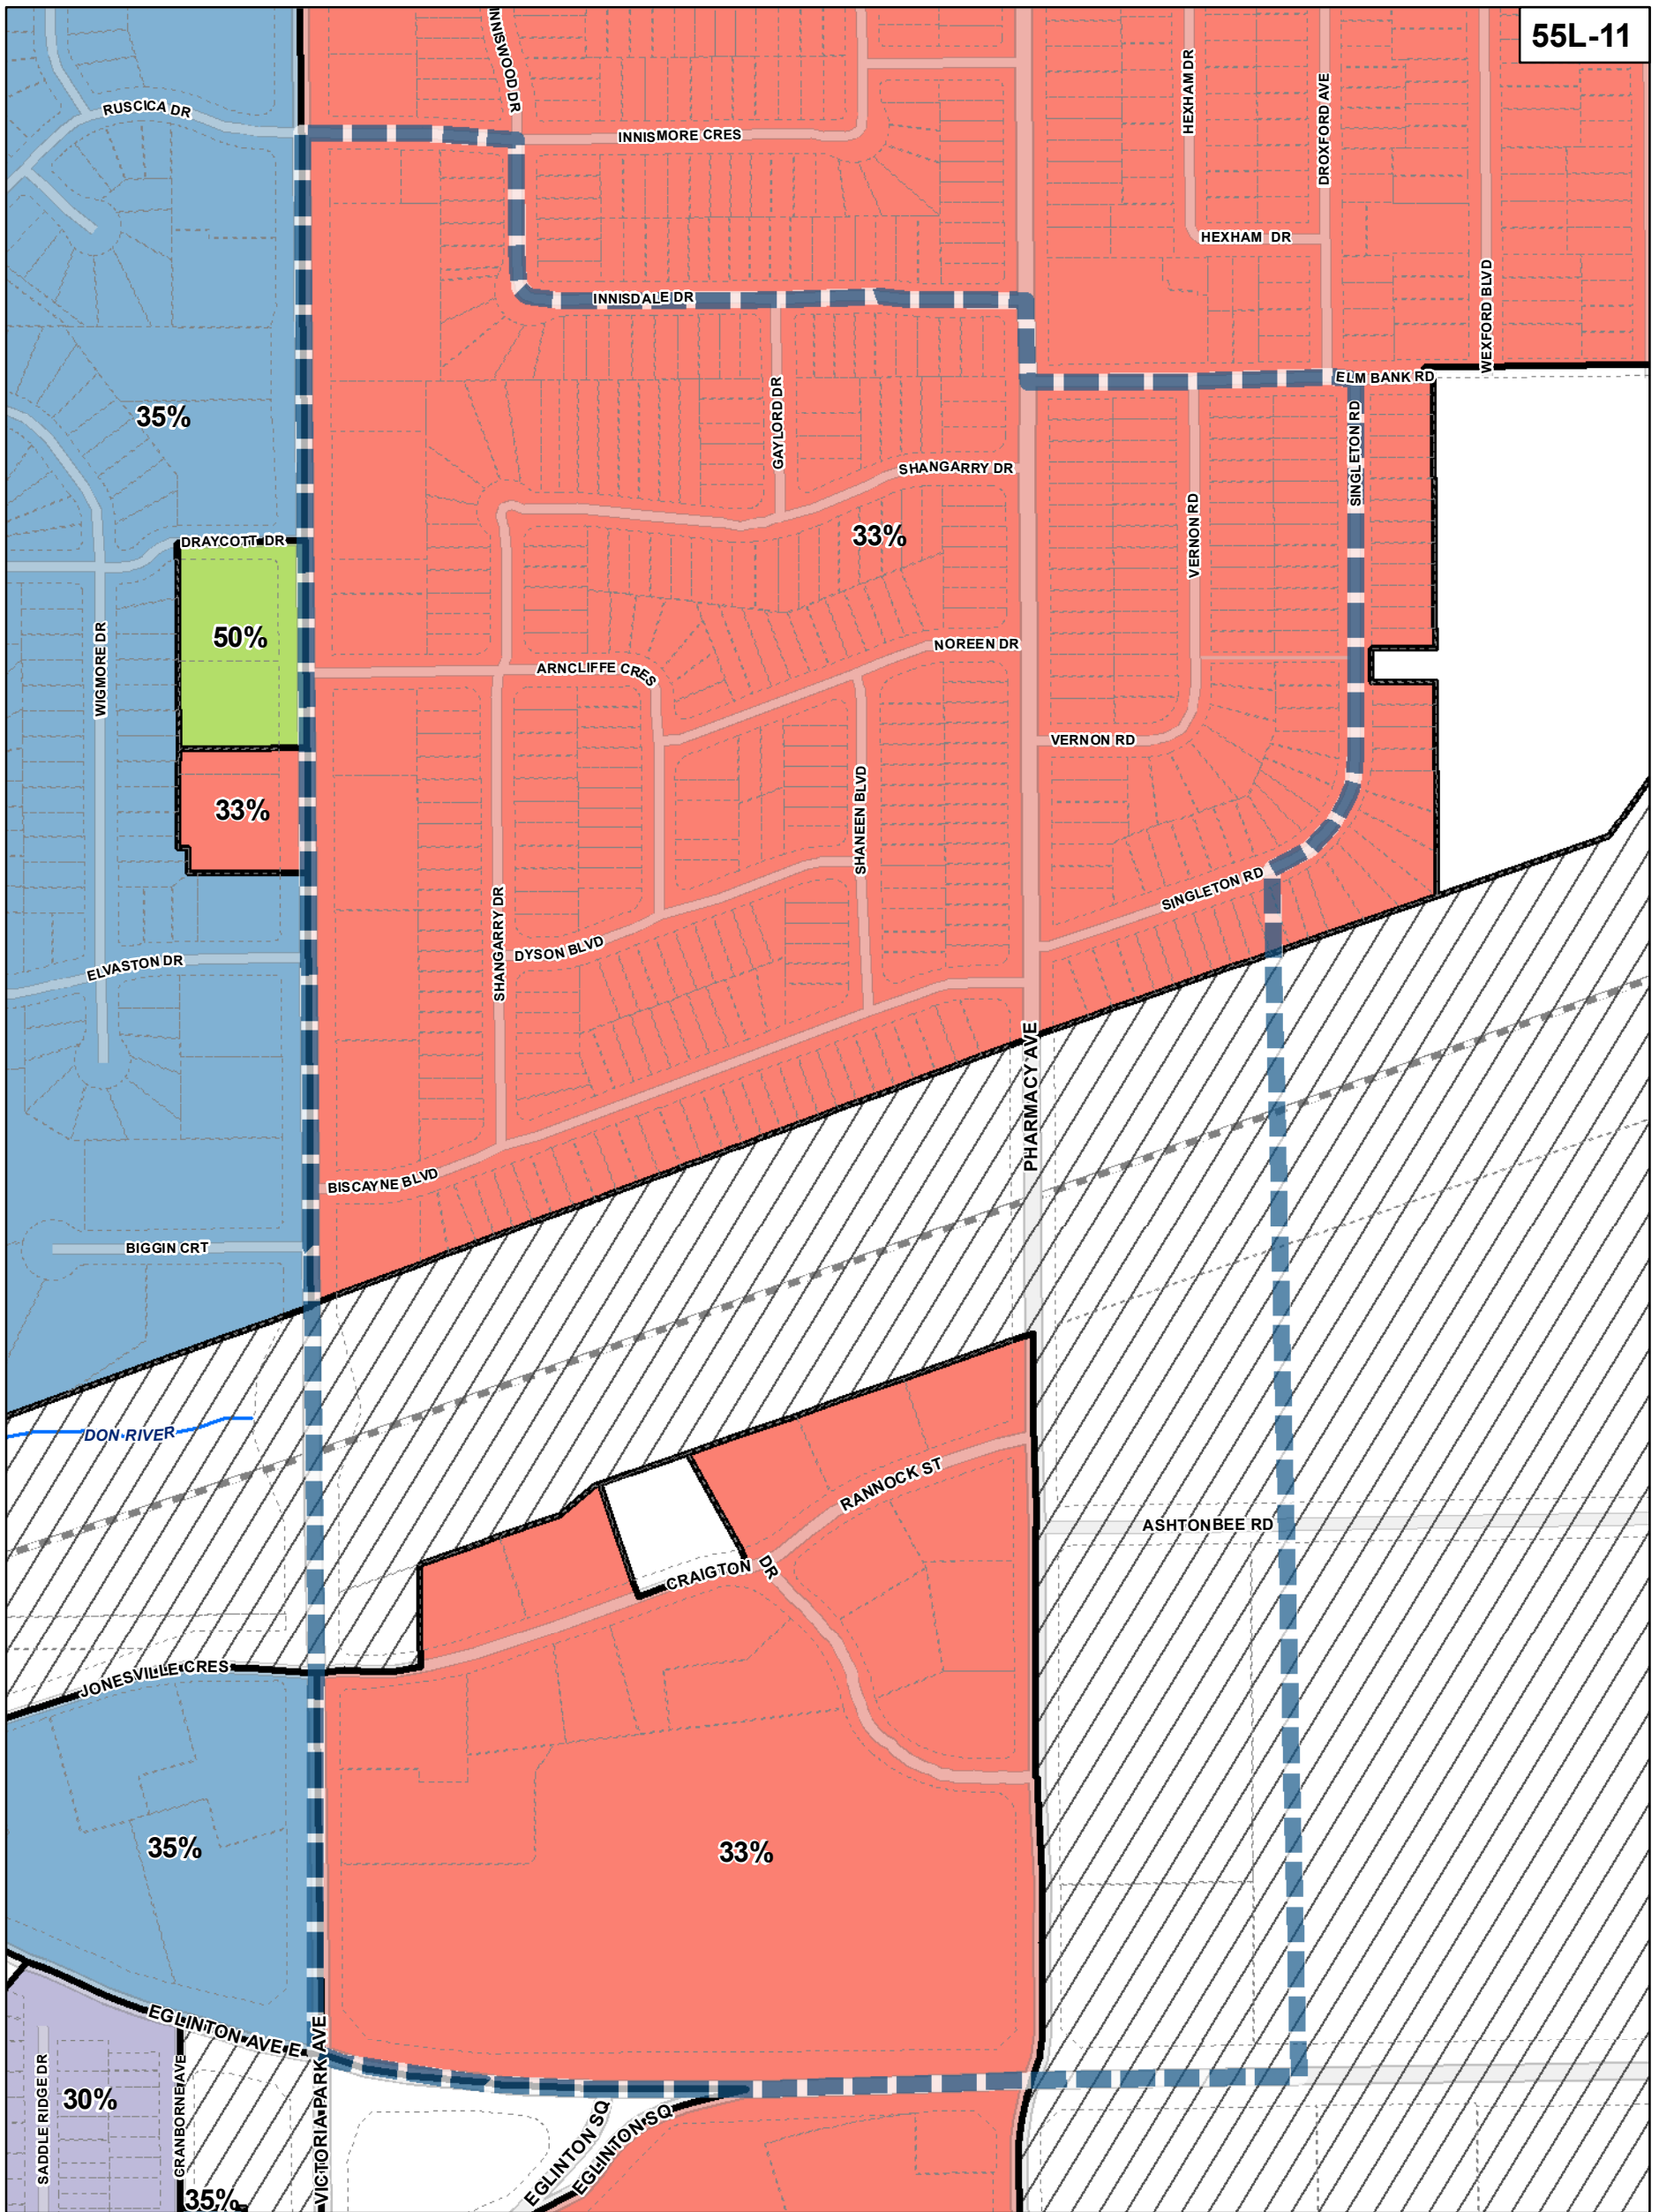 55L-11
INNISWOOD DR
RUSCICA DR
INNISMORE CRES
HEXHAM DR
DROXFORD AVE
HEXHAM DR
WEXFORD BLVD
INNISDALE DR
ELM BANK RD
35%
GAYLORD DR
SINGLETON RD
SHANGARRY DR
VERNON RD
33%
DRAYCOTT DR
50%
WIGMORE DR
NOREEN DR
ARNCLIFFE CRES
VERNON RD
33%
SHANEEN BLVD
SINGLETON RD
SHANGARRY DR
DYSON BLVD
ELVASTON DR
PHARMACY AVE
BISCAYNE BLVD
BIGGIN CRT
DON RIVER
RANNOCK ST
ASHTONBEE RD
CRAIGTON DR
JONESVILLE CRES
35%
33%
EGLINTON AVE E
VICTORIA PARK AVE
SADDLE RIDGE DR
30%
CRANBORNE AVE
EGLINTON SQ
EGLINTON SQ
35%